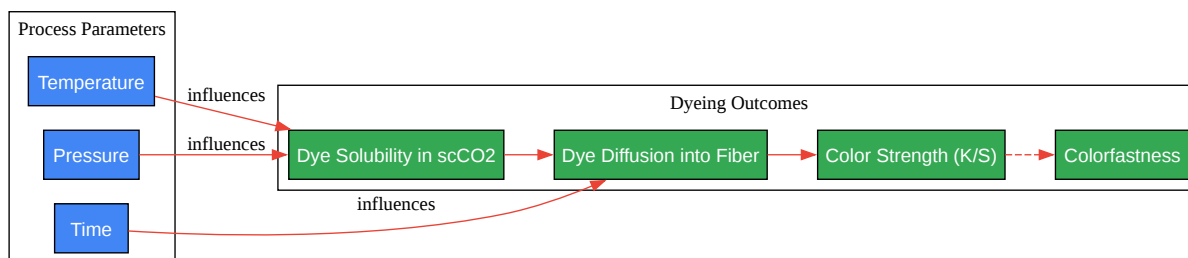 Process Parameters
Temperature
influences
Dyeing Outcomes
Pressure
influences
Dye Solubility in scCO2
Dye Diffusion into Fiber
Color Strength (K/S)
Colorfastness
Time
influences